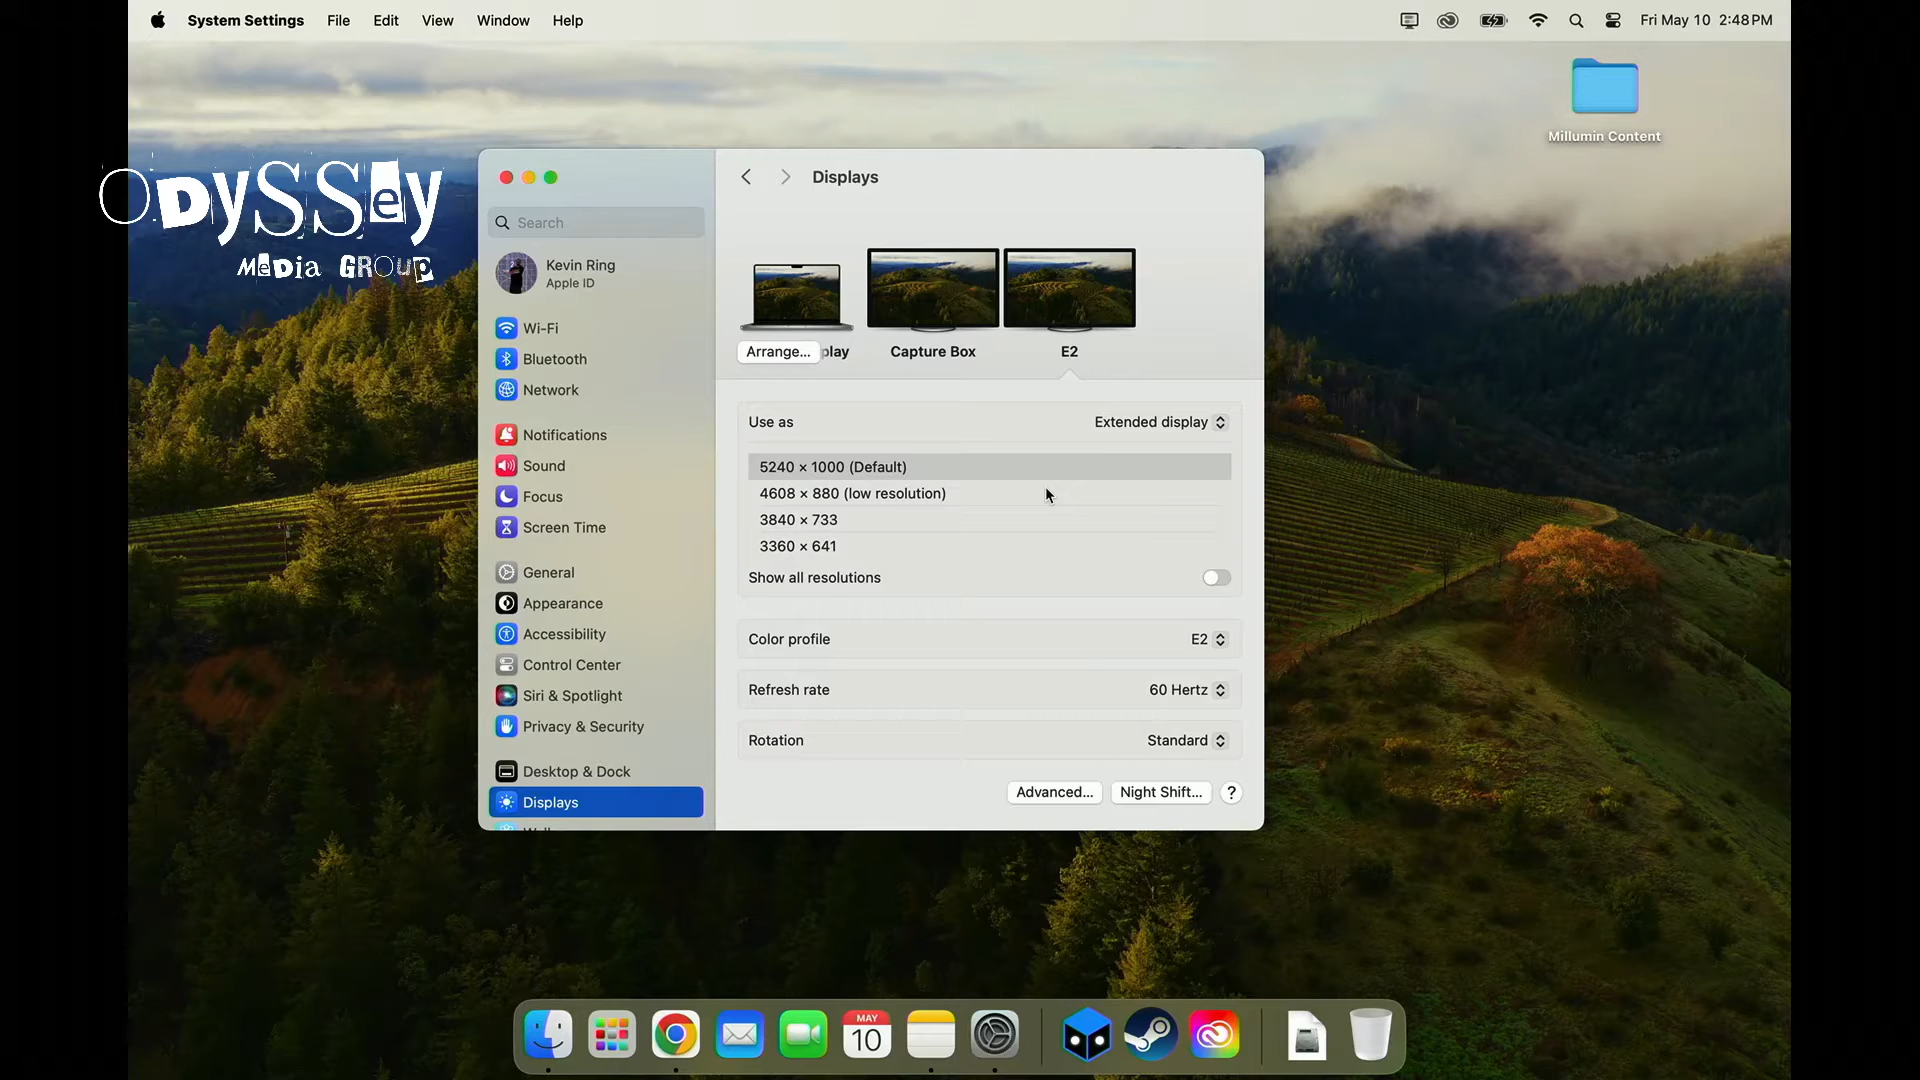 System Settings File Edit View Window Help Fri May 10 2:48 PM
Millumin Content
ODYSSEY
MEDIA GROUP
Displays
Search
Kevin Ring
Apple ID
Wi-Fi
Bluetooth
Network
Notifications
Sound
Focus
Screen Time
General
Appearance
Accessibility
Control Center
Siri & Spotlight
Privacy & Security
Desktop & Dock
Displays
Arrange... play Capture Box E2
Use as Extended display
5240 × 1000 (Default)
4608 × 880 (low resolution)
3840 × 733
3360 × 641
Show all resolutions
Color profile E2
Refresh rate 60 Hertz
Rotation Standard
Advanced... Night Shift... ?
MAY
10